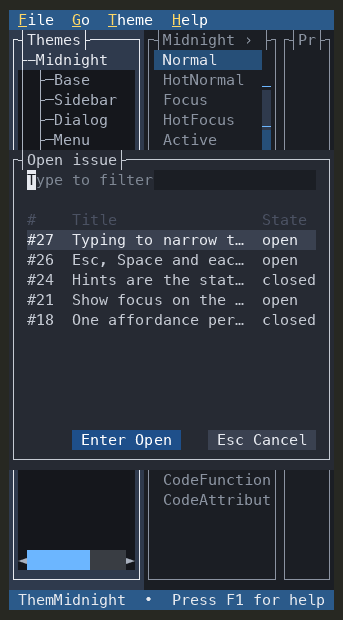 File Go Theme Help
Themes Midnight › Pr
Midnight Normal
Base HotNormal
Sidebar Focus
Dialog HotFocus
Menu Active
Open issue
Type to filter
# Title State
#27 Typing to narrow t… open
#26 Esc, Space and eac… open
#24 Hints are the stat… closed
#21 Show focus on the … open
#18 One affordance per… closed
Enter Open Esc Cancel
CodeFunction
CodeAttribut
ThemMidnight • Press F1 for help